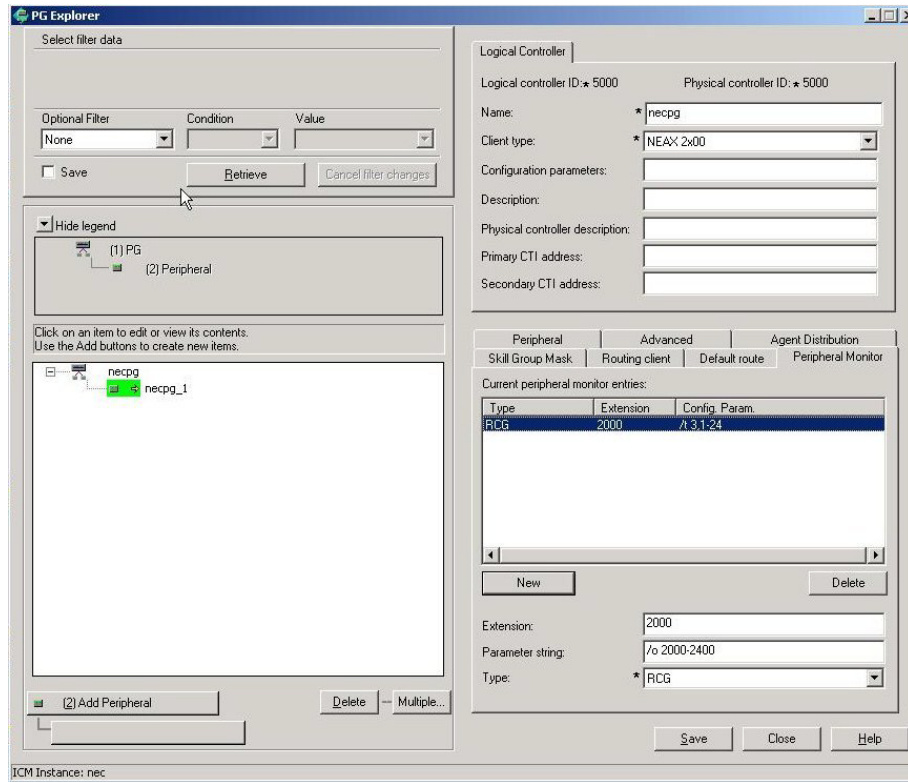 PG Explorer
Select filter data
Optional Filter Condition Value
None
Save Retrieve Cancel filter changes
Hide legend
(1) PG
(2) Peripheral
Click on an item to edit or view its contents.
Use the Add buttons to create new items.
necpg
necpg_1
(2) Add Peripheral Delete Multiple...
Logical Controller
Logical controller ID:* 5000 Physical controller ID:* 5000
Name: * necpg
Client type: * NEAX 2x00
Configuration parameters:
Description:
Physical controller description:
Primary CTI address:
Secondary CTI address:
Peripheral Advanced Agent Distribution
Skill Group Mask Routing client Default route Peripheral Monitor
Current peripheral monitor entries:
Type Extension Config. Param.
RCG 2000 /t 3.1-24
New Delete
Extension: 2000
Parameter string: /o 2000-2400
Type: * RCG
Save Close Help
ICM Instance: nec